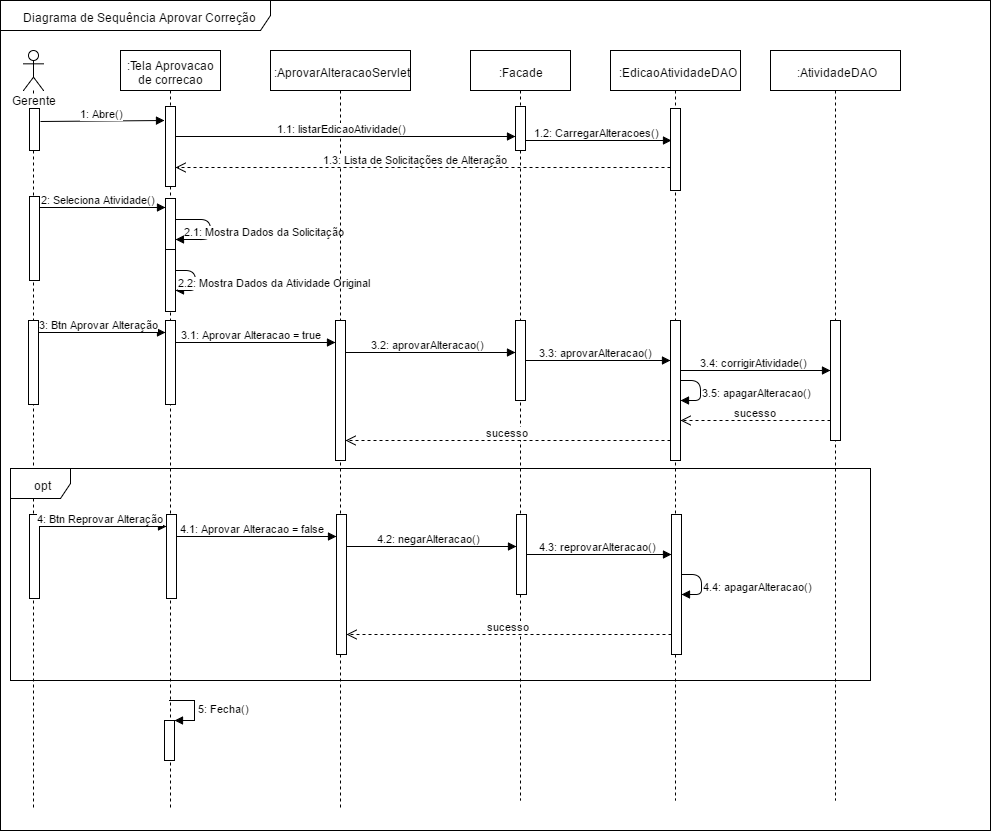 Diagrama de Sequência Aprovar Correção
:Tela Aprovacao
de correcao
:AprovarAlteracaoServlet
:Facade
:EdicaoAtividadeDAO
:AtividadeDAO
Gerente
1: Abre()
1.1: listarEdicaoAtividade()
1.2: CarregarAlteracoes()
1.3: Lista de Solicitações de Alteração
2: Seleciona Atividade()
2.1: Mostra Dados da Solicitação
2.2: Mostra Dados da Atividade Original
3: Btn Aprovar Alteração
3.1: Aprovar Alteracao = true
3.2: aprovarAlteracao()
3.3: aprovarAlteracao()
3.4: corrigirAtividade()
3.5: apagarAlteracao()
sucesso
sucesso
opt
4: Btn Reprovar Alteração
4.1: Aprovar Alteracao = false
4.2: negarAlteracao()
4.3: reprovarAlteracao()
4.4: apagarAlteracao()
sucesso
5: Fecha()